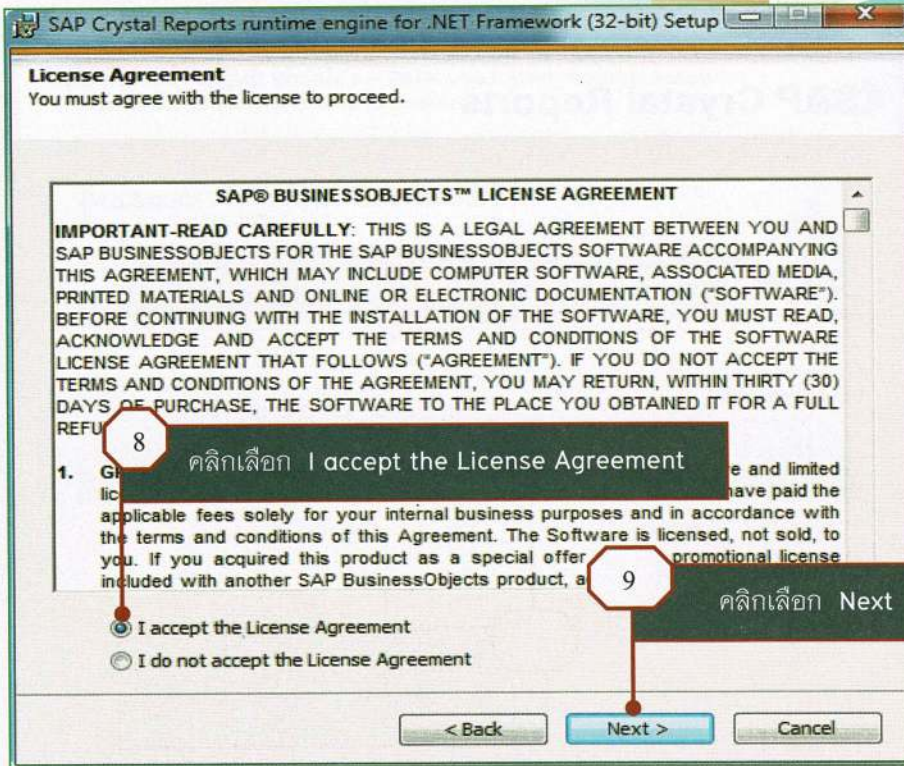 SAP Crystal Reports runtime engine for .NET Framework (32-bit) Setup
License Agreement
You must agree with the license to proceed.
SAP® BUSINESSOBJECTS™ LICENSE AGREEMENT
IMPORTANT-READ CAREFULLY: THIS IS A LEGAL AGREEMENT BETWEEN YOU AND
SAP BUSINESSOBJECTS FOR THE SAP BUSINESSOBJECTS SOFTWARE ACCOMPANYING
THIS AGREEMENT, WHICH MAY INCLUDE COMPUTER SOFTWARE, ASSOCIATED MEDIA,
PRINTED MATERIALS AND ONLINE OR ELECTRONIC DOCUMENTATION ("SOFTWARE").
BEFORE CONTINUING WITH THE INSTALLATION OF THE SOFTWARE, YOU MUST READ,
ACKNOWLEDGE AND ACCEPT THE TERMS AND CONDITIONS OF THE SOFTWARE
LICENSE AGREEMENT THAT FOLLOWS ("AGREEMENT"). IF YOU DO NOT ACCEPT THE
TERMS AND CONDITIONS OF THE AGREEMENT, YOU MAY RETURN, WITHIN THIRTY (30)
DAYS OF PURCHASE, THE SOFTWARE TO THE PLACE YOU OBTAINED IT FOR A FULL
8
คลิกเลือก I accept the License Agreement
1. and limited
have paid the
applicable fees solely for your internal business purposes and in accordance with
the terms and conditions of this Agreement. The Software is licensed, not sold, to
you. If you acquired this product as a special offer promotional license
included with another SAP BusinessObjects product,
9
คลิกเลือก Next
I accept the License Agreement
I do not accept the License Agreement
< Back Next > Cancel